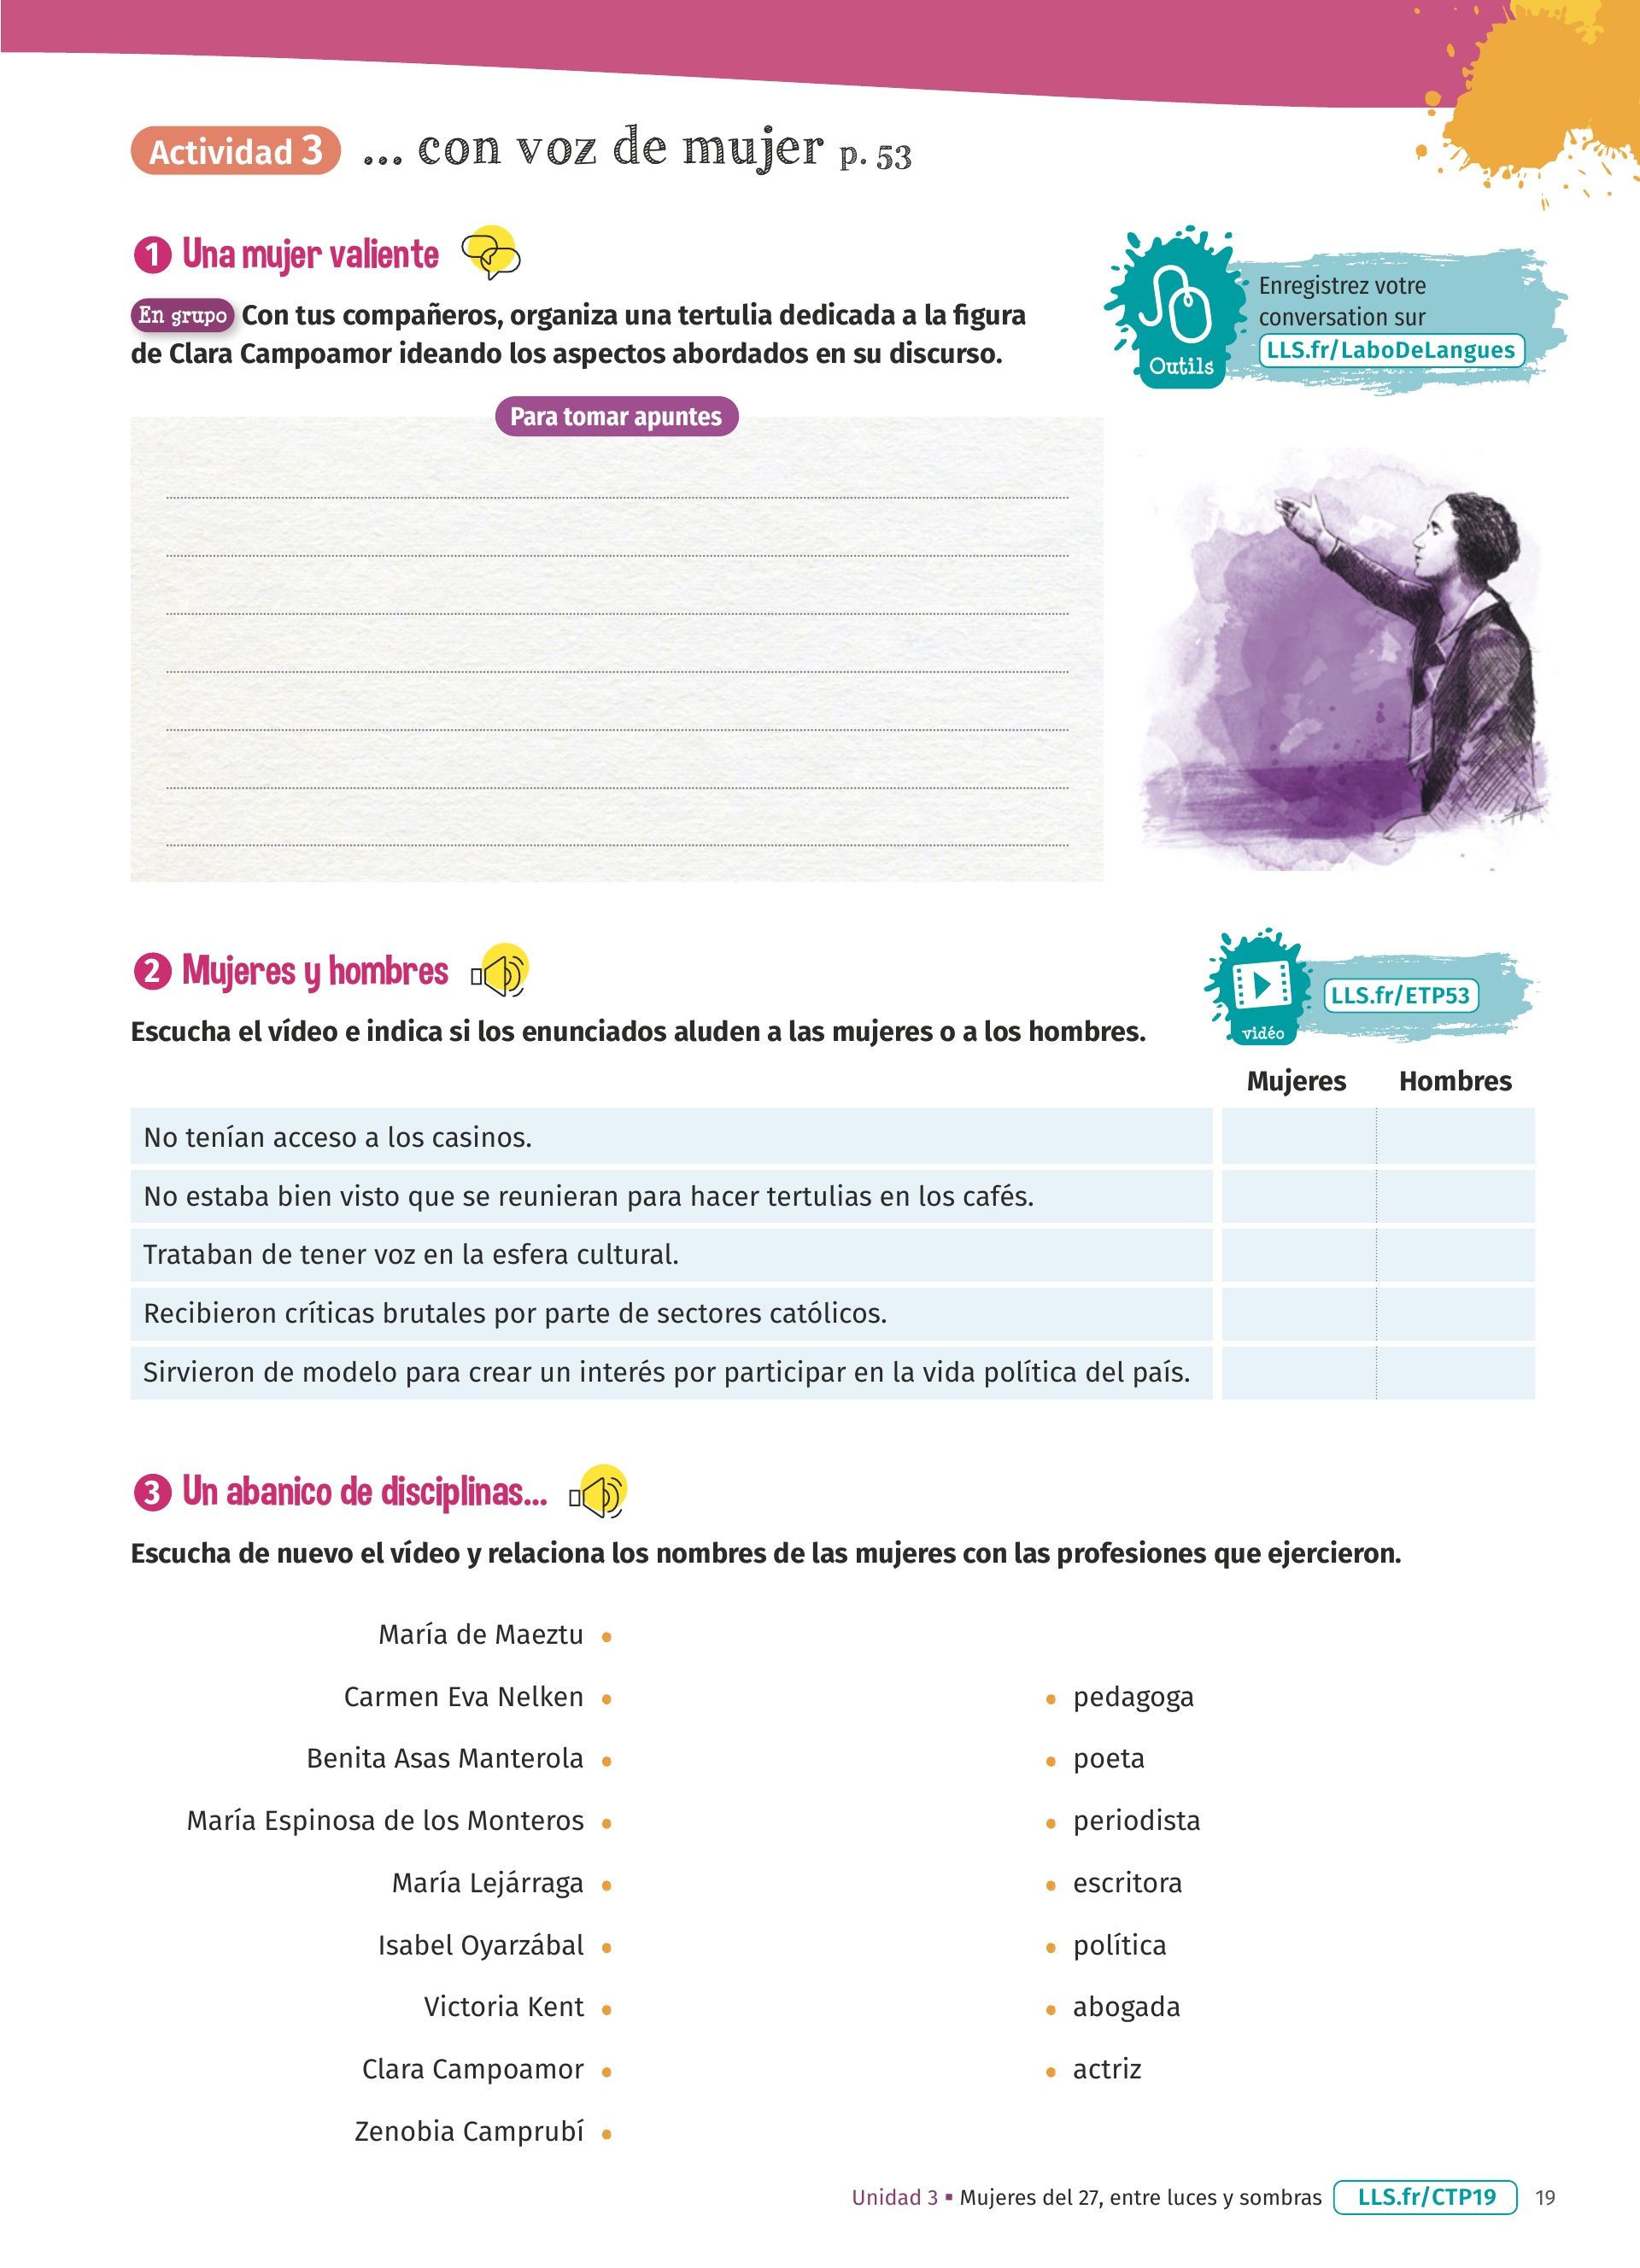 Actividad 3 ... con voz de mujer p. 53
1 Una mujer valiente
En grupo Con tus compañeros, organiza una tertulia dedicada a la figura
de Clara Campoamor ideando los aspectos abordados en su discurso.
Outils
Enregistrez votre
conversation sur
LLS.fr/LaboDeLangues
Para tomar apuntes
2 Mujeres y hombres
vidéo
LLS.fr/ETP53
Escucha el vídeo e indica si los enunciados aluden a las mujeres o a los hombres.
Mujeres Hombres
No tenían acceso a los casinos.
No estaba bien visto que se reunieran para hacer tertulias en los cafés.
Trataban de tener voz en la esfera cultural.
Recibieron críticas brutales por parte de sectores católicos.
Sirvieron de modelo para crear un interés por participar en la vida política del país.
3 Un abanico de disciplinas...
Escucha de nuevo el vídeo y relaciona los nombres de las mujeres con las profesiones que ejercieron.
María de Maeztu •
Carmen Eva Nelken •
Benita Asas Manterola •
María Espinosa de los Monteros •
María Lejárraga •
Isabel Oyarzábal •
Victoria Kent •
Clara Campoamor •
Zenobia Camprubí •
• pedagoga
• poeta
• periodista
• escritora
• política
• abogada
• actriz
Unidad 3 ▪ Mujeres del 27, entre luces y sombras LLS.fr/CTP19 19